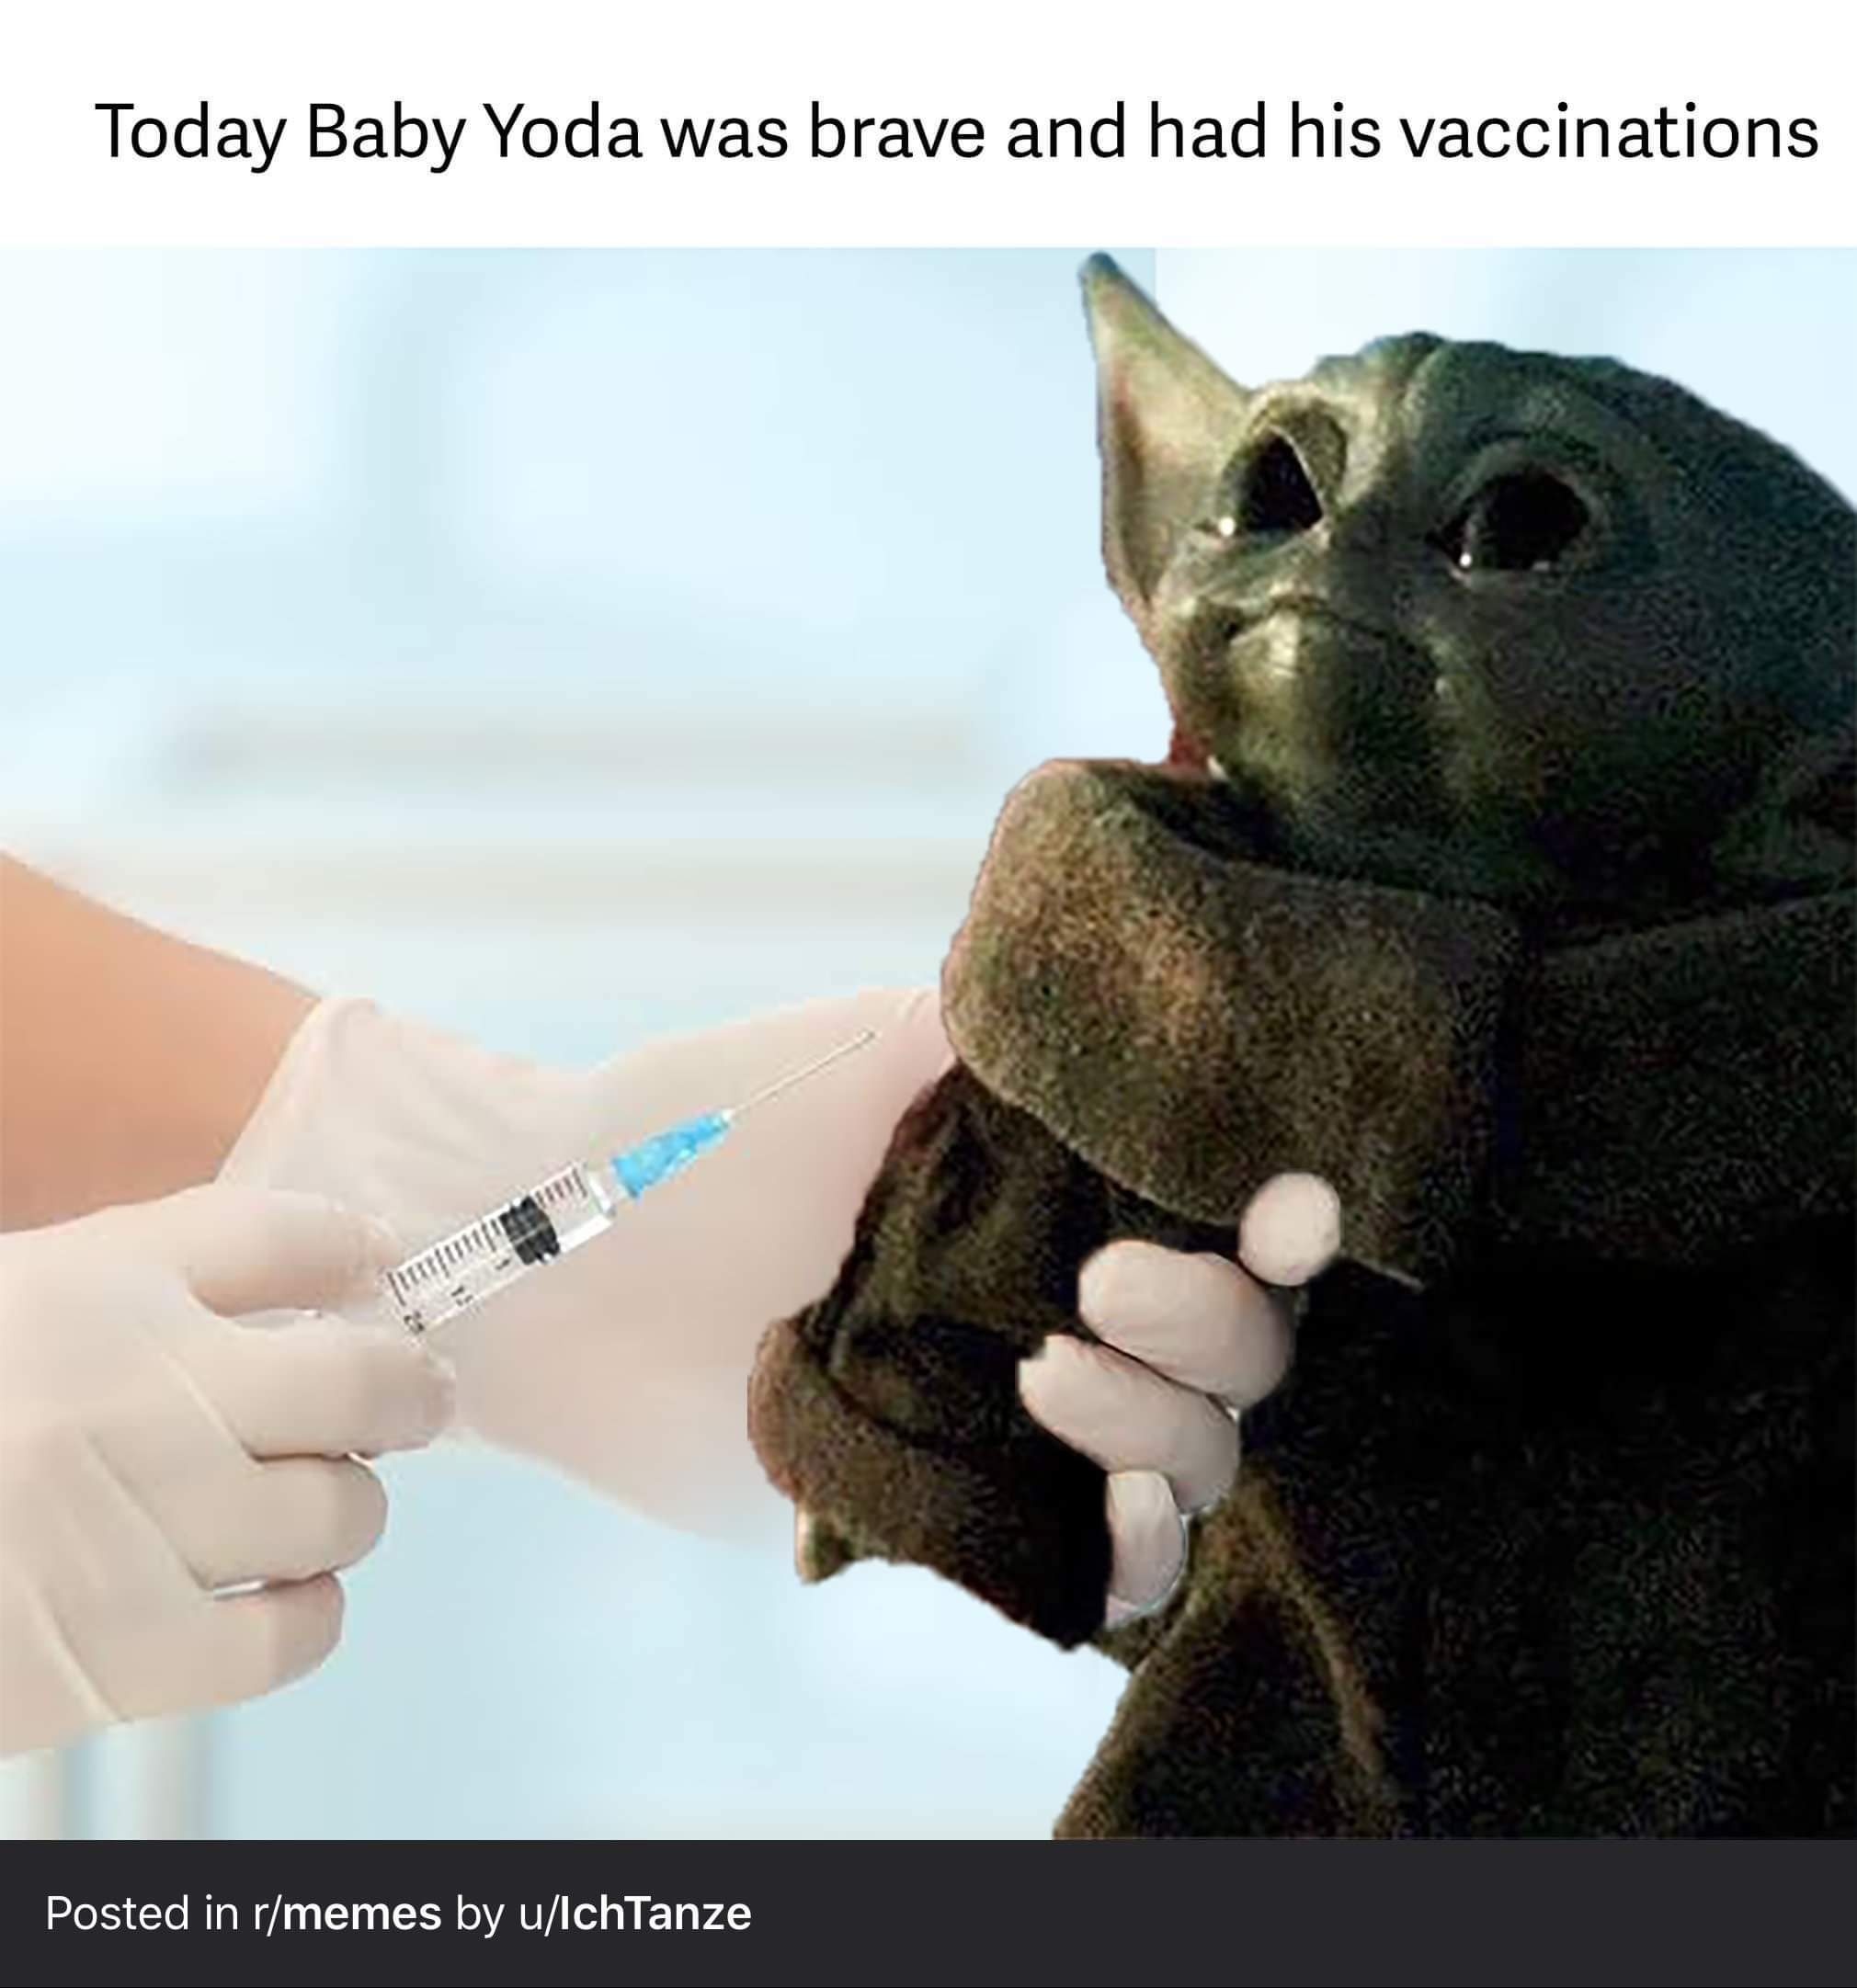 Today Baby Yoda was brave and had his vaccinations
Posted in r/memes by u/IchTanze